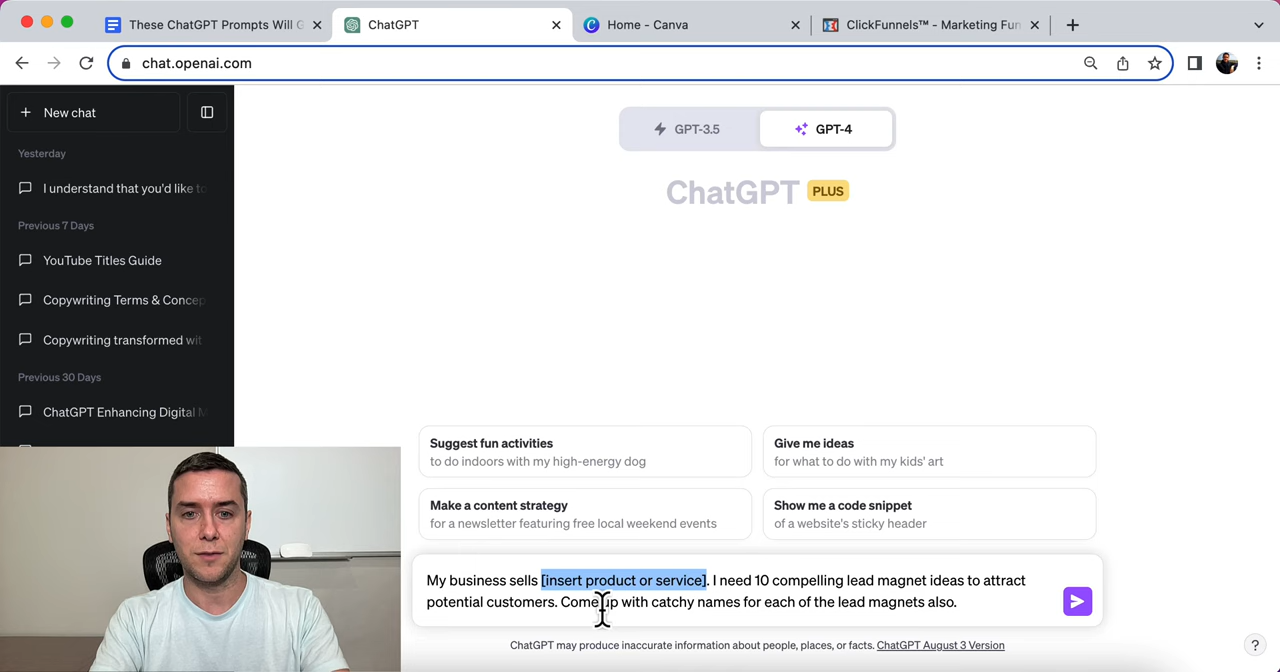 These ChatGPT Prompts Will G
ChatGPT
Home - Canva
ClickFunnels™ - Marketing Fun
chat.openai.com
New chat
Yesterday
I understand that you'd like to
Previous 7 Days
YouTube Titles Guide
Copywriting Terms & Concep
Copywriting transformed wit
Previous 30 Days
ChatGPT Enhancing Digital M
GPT-3.5
GPT-4
ChatGPT PLUS
Suggest fun activities
to do indoors with my high-energy dog
Give me ideas
for what to do with my kids' art
Make a content strategy
for a newsletter featuring free local weekend events
Show me a code snippet
of a website's sticky header
My business sells [insert product or service]. I need 10 compelling lead magnet ideas to attract
potential customers. Come up with catchy names for each of the lead magnets also.
ChatGPT may produce inaccurate information about people, places, or facts. ChatGPT August 3 Version
?